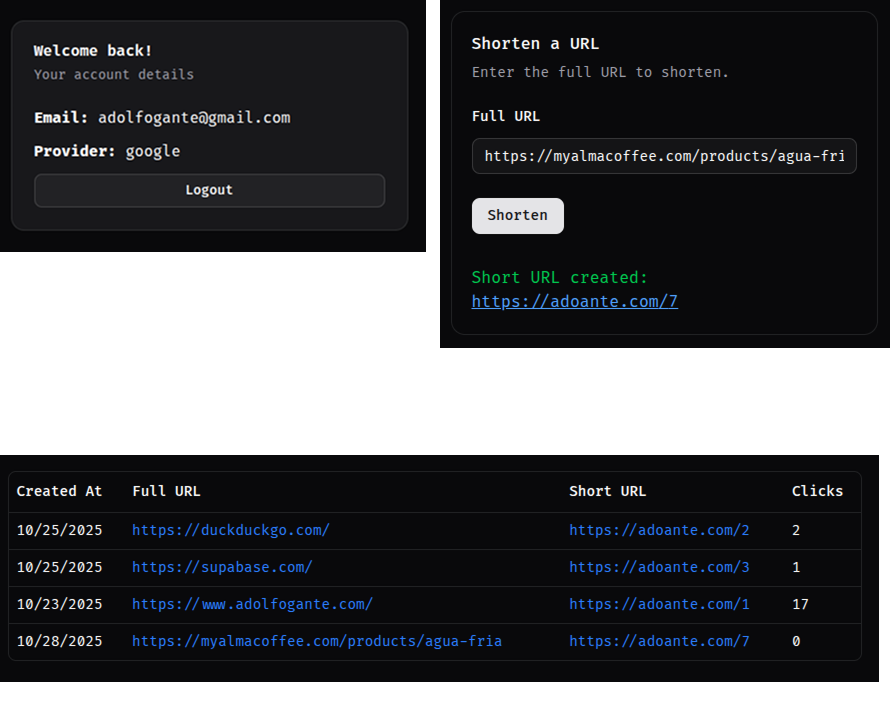 Welcome back!
Your account details
Email: adolfogante@gmail.com
Provider: google
Logout
Shorten a URL
Enter the full URL to shorten.
Full URL
https://myalmacoffee.com/products/agua-fri
Shorten
Short URL created:
https://adoante.com/7
Created At Full URL Short URL Clicks
10/25/2025 https://duckduckgo.com/ https://adoante.com/2 2
10/25/2025 https://supabase.com/ https://adoante.com/3 1
10/23/2025 https://www.adolfogante.com/ https://adoante.com/1 17
10/28/2025 https://myalmacoffee.com/products/agua-fria https://adoante.com/7 0